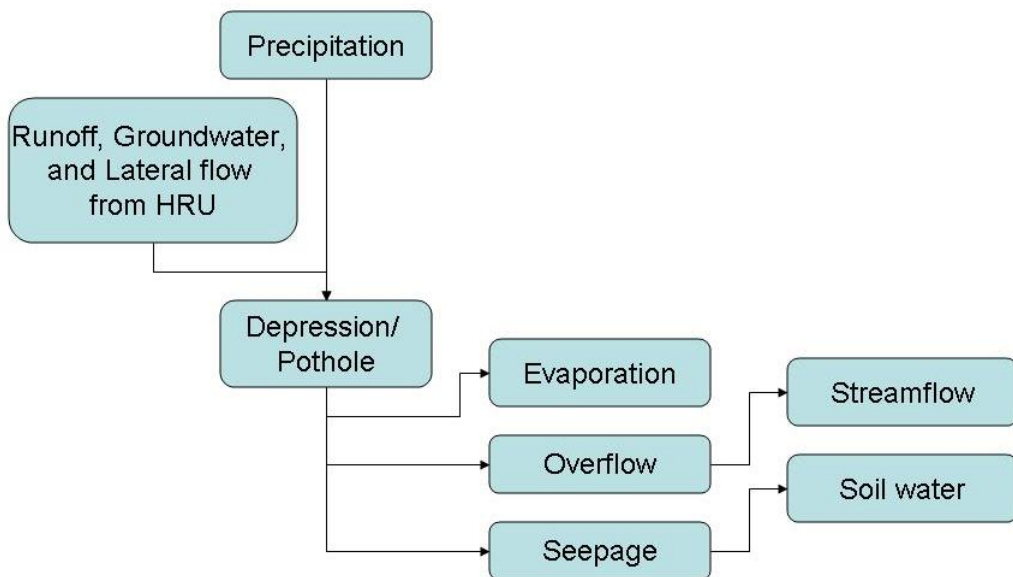 Precipitation
Runoff, Groundwater,
and Lateral flow
from HRU
Depression/
Pothole
Evaporation
Streamflow
Overflow
Soil water
Seepage